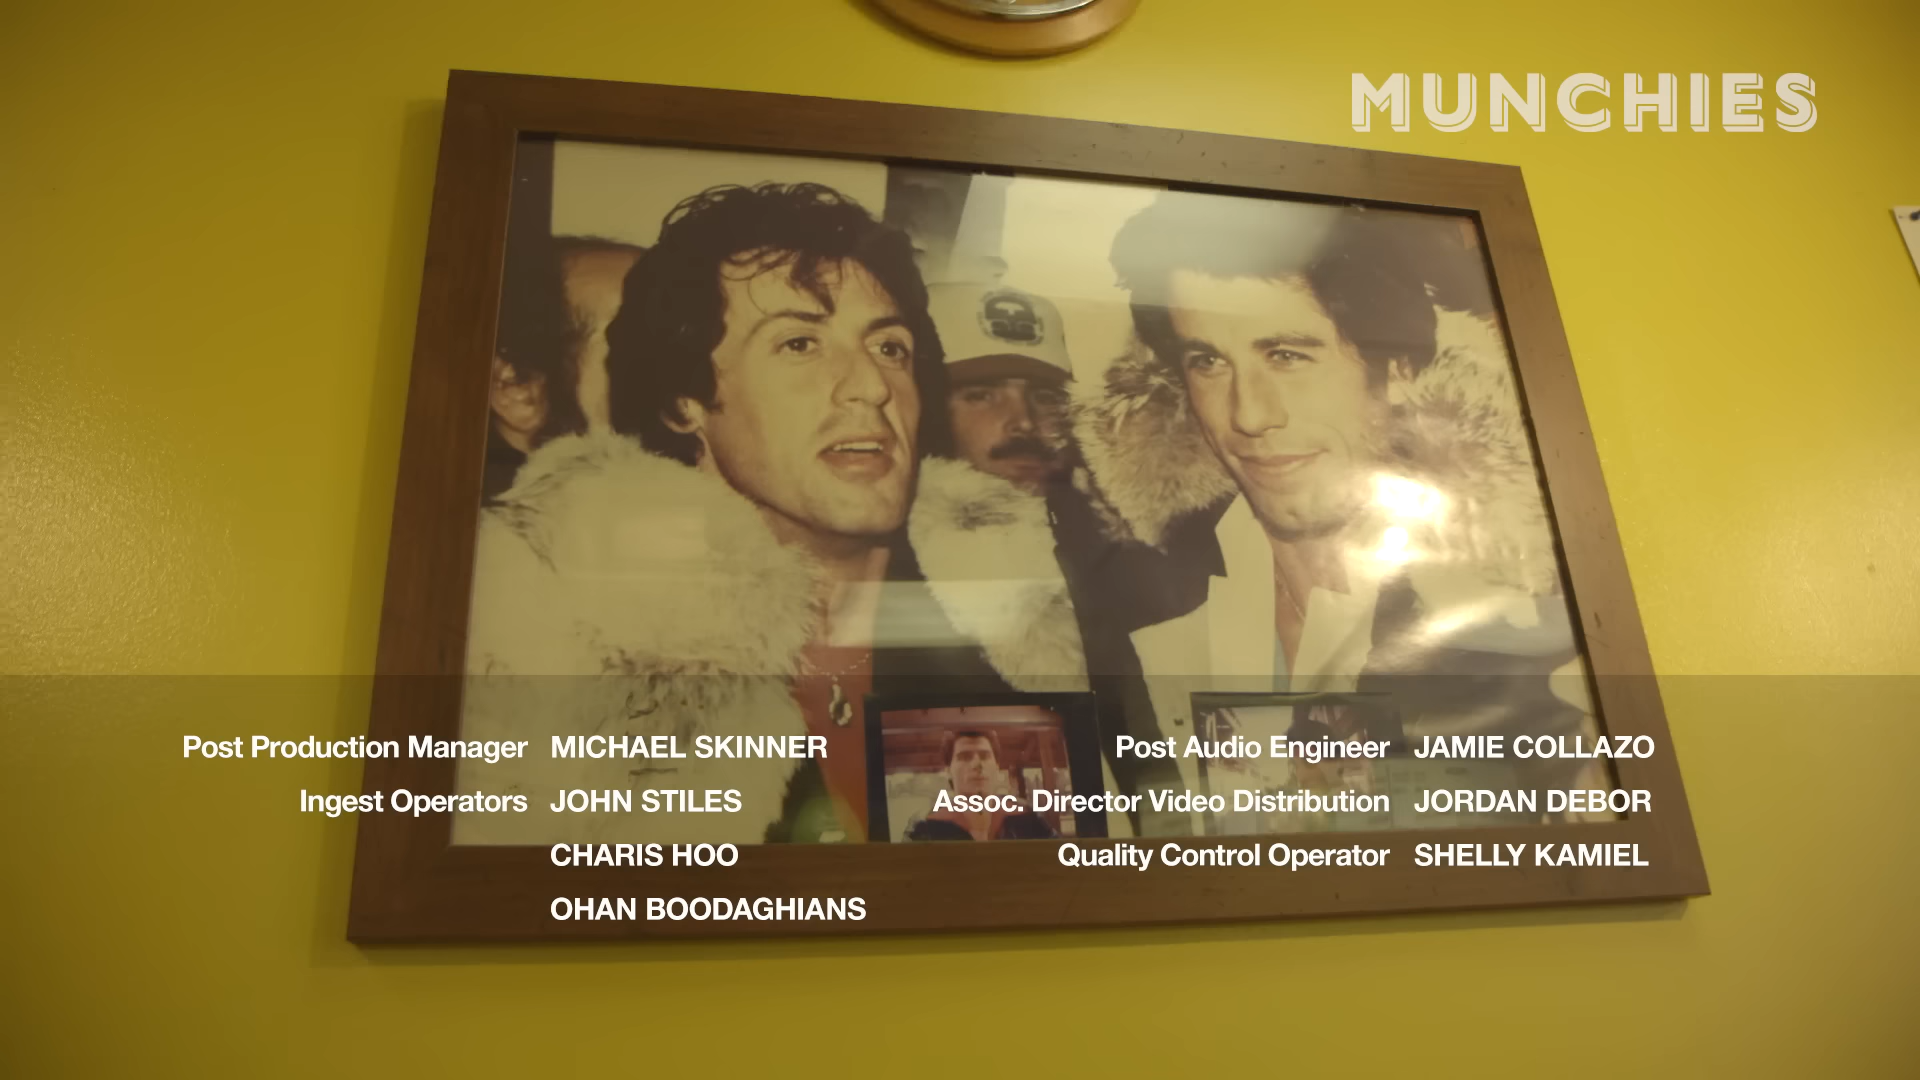 MUNCHIES
Post Production Manager MICHAEL SKINNER
Ingest Operators JOHN STILES
CHARIS HOO
OHAN BOODAGHIANS
Post Audio Engineer JAMIE COLLAZO
Assoc. Director Video Distribution JORDAN DEBOR
Quality Control Operator SHELLY KAMIEL